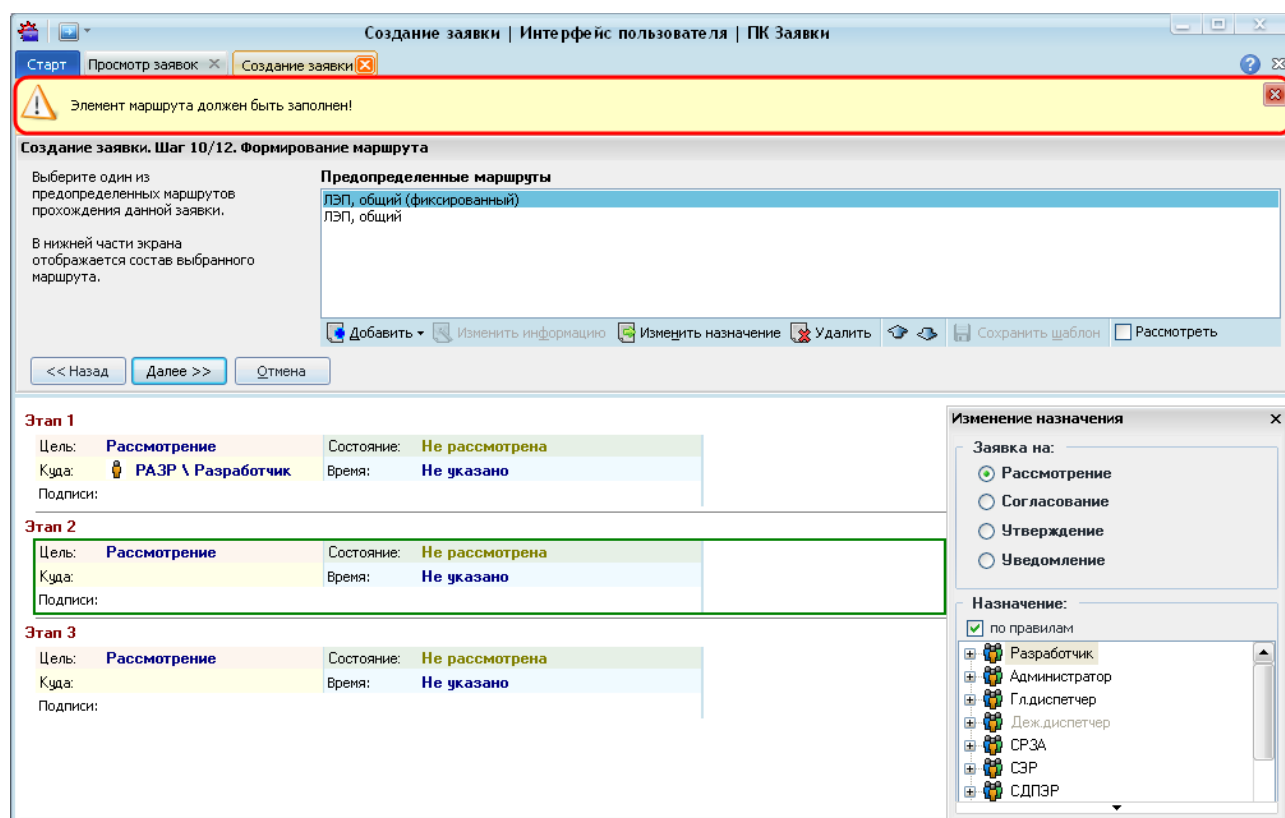 Создание заявки | Интерфейс пользователя | ПК Заявки
Старт Просмотр заявок Создание заявки
Элемент маршрута должен быть заполнен!
Создание заявки. Шаг 10/12. Формирование маршрута
Выберите один из
предопределенных маршрутов
прохождения данной заявки.
В нижней части экрана
отображается состав выбранного
маршрута.
Предопределенные маршруты
ЛЭП, общий (фиксированный)
ЛЭП, общий
Добавить Изменить информацию Изменить назначение Удалить Сохранить шаблон Рассмотреть
<< Назад Далее >> Отмена
Этап 1
Цель: Рассмотрение Состояние: Не рассмотрена
Куда: РАЗР \ Разработчик Время: Не указано
Подписи:
Этап 2
Цель: Рассмотрение Состояние: Не рассмотрена
Куда: Время: Не указано
Подписи:
Этап 3
Цель: Рассмотрение Состояние: Не рассмотрена
Куда: Время: Не указано
Подписи:
Изменение назначения
Заявка на:
Рассмотрение
Согласование
Утверждение
Уведомление
Назначение:
по правилам
Разработчик
Администратор
Гл.диспетчер
Деж.диспетчер
СРЗА
СЭР
СДПЭР